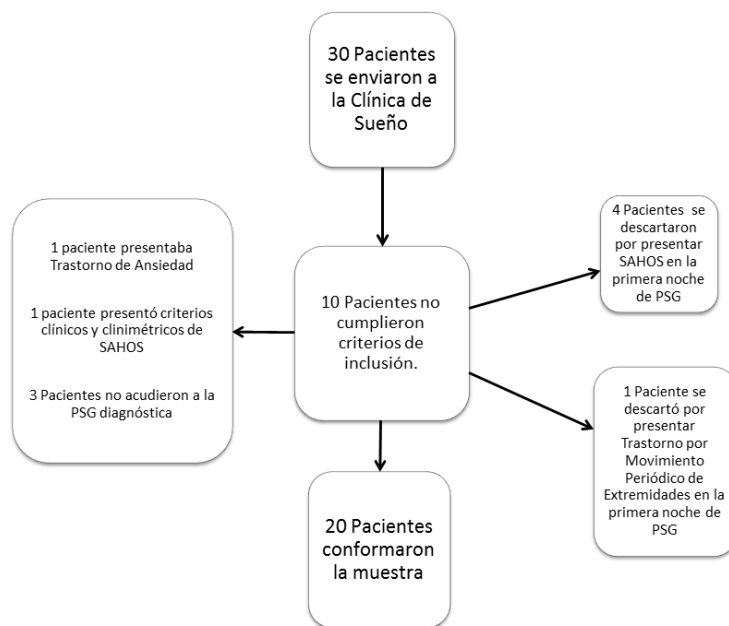 30 Pacientes
se enviaron a
la Clínica de
Sueño
1 paciente presentaba
Trastorno de Ansiedad
1 paciente presentó criterios
clínicos y clinimétricos de
SAHOS
3 Pacientes no acudieron a la
PSG diagnóstica
10 Pacientes no
cumplieron
criterios de
inclusión.
4 Pacientes se
descartaron
por presentar
SAHOS en la
primera noche
de PSG
1 Paciente se
descartó por
presentar
Trastorno por
Movimiento
Periódico de
Extremidades en la
primera noche de
PSG
20 Pacientes
conformaron
la muestra